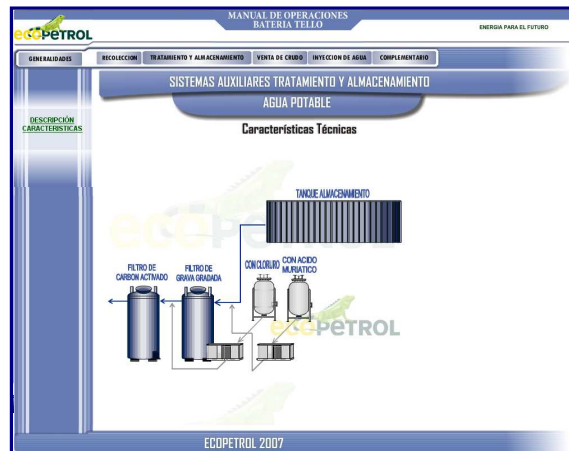 MANUAL DE OPERACIONES
BATERIA TELLO
ecoPETROL
ENERGIA PARA EL FUTURO
GENERALIDADES
RECOLECCION
TRATAMIENTO Y ALMACENAMIENTO
VENTA DE CRUDO
INYECCION DE AGUA
COMPLEMENTARIO
SISTEMAS AUXILIARES TRATAMIENTO Y ALMACENAMIENTO
AGUA POTABLE
DESCRIPCIÓN
CARACTERISTICAS
Características Técnicas
TANQUE ALMACENAMIENTO
FILTRO DE
CARBON ACTIVADO
FILTRO DE
GRAVA GRADADA
CON CLORURO
CON ACIDO
MURIATICO
ecoPETROL
ecoPETROL
ECOPETROL 2007